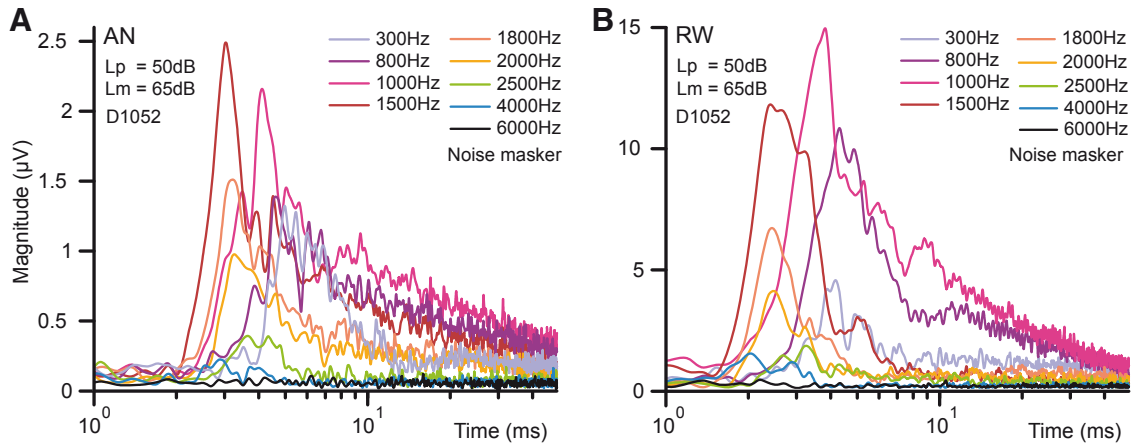 A
AN
Lp = 50dB
Lm = 65dB
D1052
300Hz
800Hz
1000Hz
1500Hz
1800Hz
2000Hz
2500Hz
4000Hz
6000Hz
Noise masker
Magnitude (μV)
2.5
2
1.5
1
0.5
0
10⁰
10¹
Time (ms)
B
RW
Lp = 50dB
Lm = 65dB
D1052
300Hz
800Hz
1000Hz
1500Hz
1800Hz
2000Hz
2500Hz
4000Hz
6000Hz
Noise masker
15
10
5
0
10⁰
10¹
Time (ms)